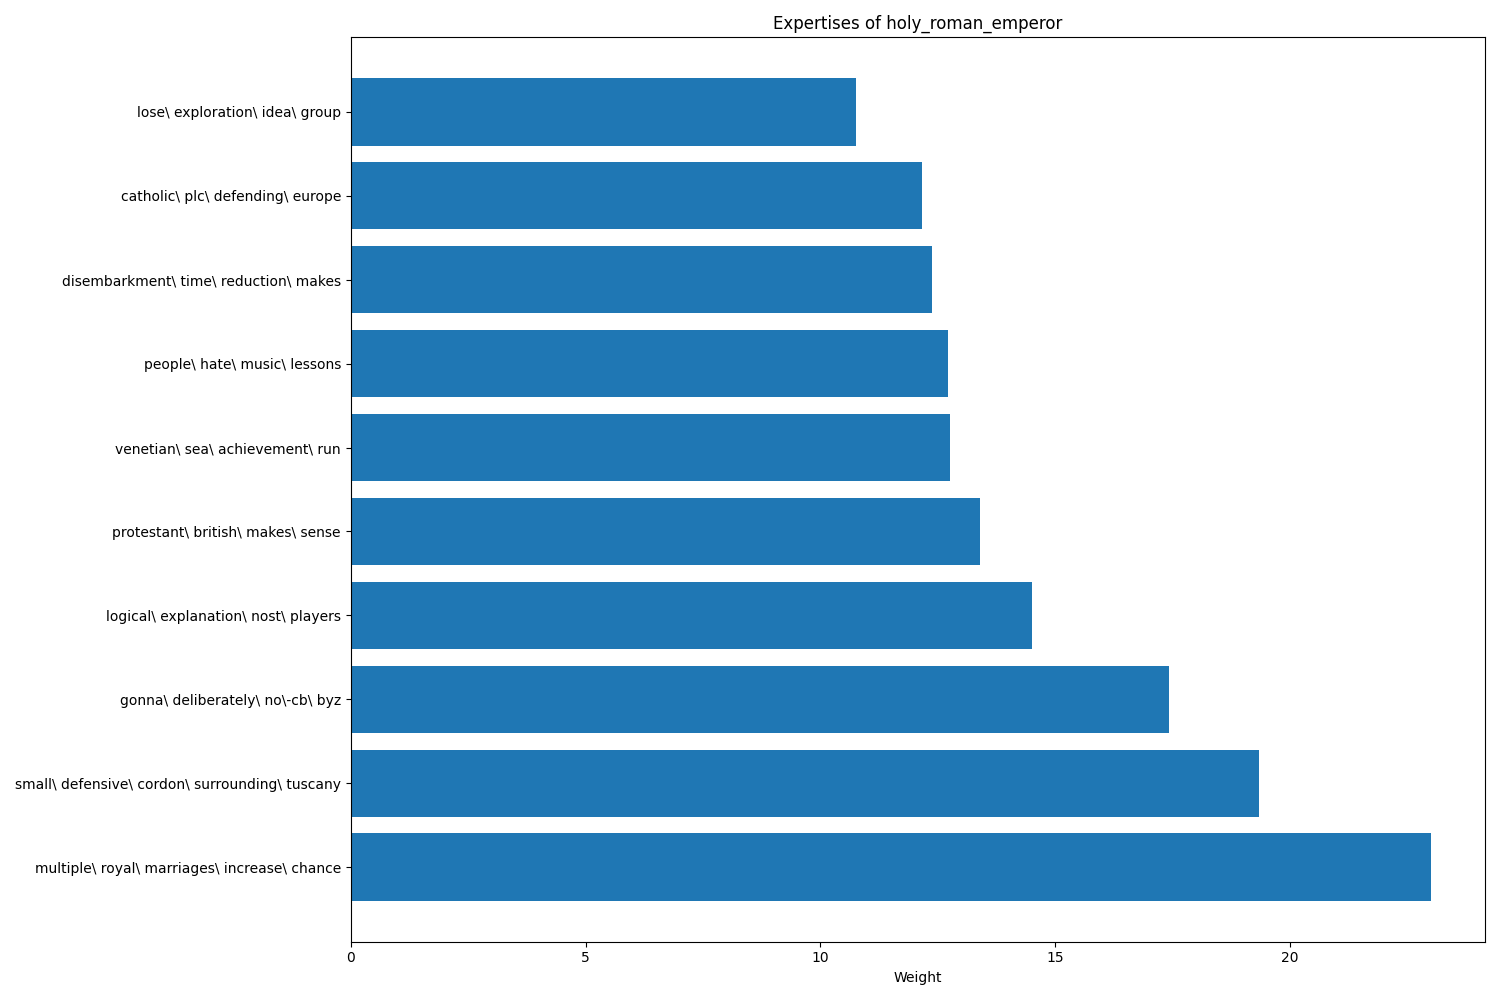 Expertises of holy_roman_emperor
lose\ exploration\ idea\ group
catholic\ plc\ defending\ europe
disembarkment\ time\ reduction\ makes
people\ hate\ music\ lessons
venetian\ sea\ achievement\ run
protestant\ british\ makes\ sense
logical\ explanation\ nost\ players
gonna\ deliberately\ no\-cb\ byz
small\ defensive\ cordon\ surrounding\ tuscany
multiple\ royal\ marriages\ increase\ chance
0 5 10 15 20
Weight